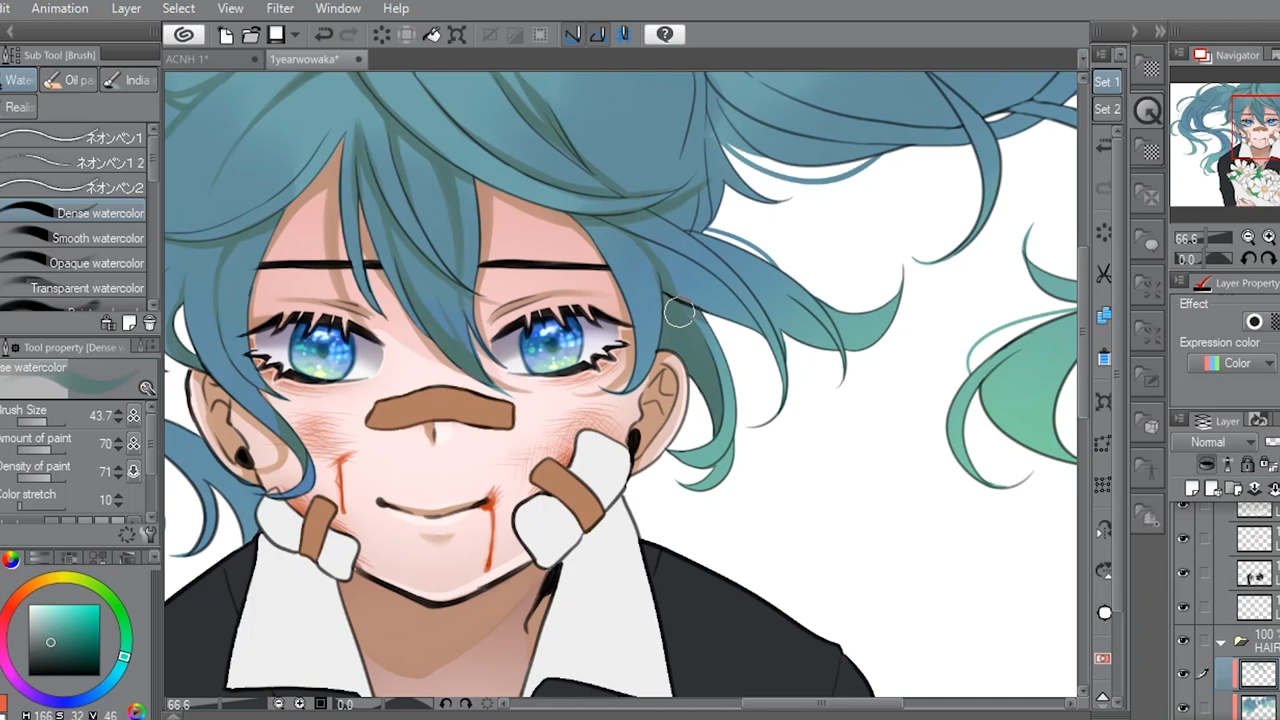 dit Animation Layer Select View Filter Window Help
Sub Tool [Brush]
Water
Oil pa
India
Realis
ACNH 1*
1yearwowaka*
ネオンペン1
ネオンペン1 2
ネオンペン2
Dense watercolor
Smooth watercolor
Opaque watercolor
Transparent watercolor
Tool property [Dense w
se watercolor
Brush Size 43.7
Amount of paint 70
Density of paint 71
Color stretch 10
H 166 S 32 V 46
66.6 0.0
Set 1
Set 2
Navigator
66.6
0.0
Layer Property
Effect
Expression color
Color
Layer
Normal
100
HAIR